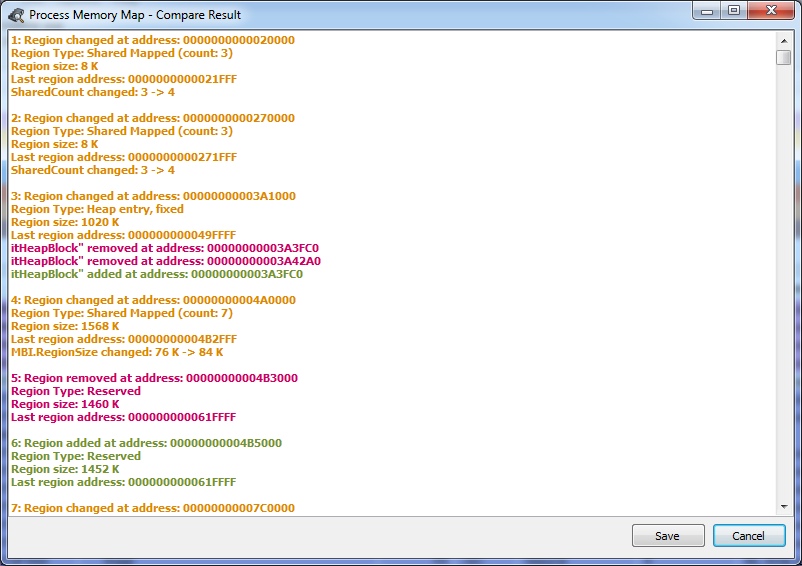 Process Memory Map - Compare Result
1: Region changed at address: 0000000000020000
Region Type: Shared Mapped (count: 3)
Region size: 8 K
Last region address: 0000000000021FFF
SharedCount changed: 3 -> 4
2: Region changed at address: 0000000000270000
Region Type: Shared Mapped (count: 3)
Region size: 8 K
Last region address: 0000000000271FFF
SharedCount changed: 3 -> 4
3: Region changed at address: 00000000003A1000
Region Type: Heap entry, fixed
Region size: 1020 K
Last region address: 000000000049FFFF
itHeapBlock" removed at address: 00000000003A3FC0
itHeapBlock" removed at address: 00000000003A42A0
itHeapBlock" added at address: 00000000003A3FC0
4: Region changed at address: 00000000004A0000
Region Type: Shared Mapped (count: 7)
Region size: 1568 K
Last region address: 00000000004B2FFF
MBI.RegionSize changed: 76 K -> 84 K
5: Region removed at address: 00000000004B3000
Region Type: Reserved
Region size: 1460 K
Last region address: 000000000061FFFF
6: Region added at address: 00000000004B5000
Region Type: Reserved
Region size: 1452 K
Last region address: 000000000061FFFF
7: Region changed at address: 00000000007C0000
Save
Cancel